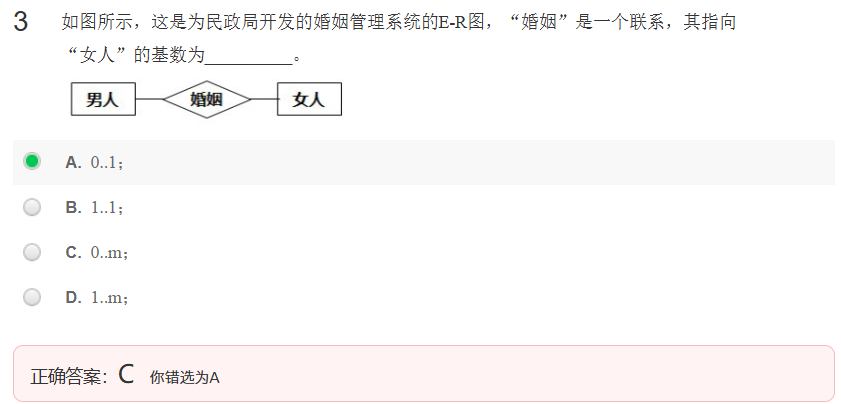 3 如图所示，这是为民政局开发的婚姻管理系统的E-R图，“婚姻”是一个联系，其指向
“女人”的基数为__________。
男人 婚姻 女人
A. 0..1；
B. 1..1；
C. 0..m；
D. 1..m；
正确答案：C 你错选为A